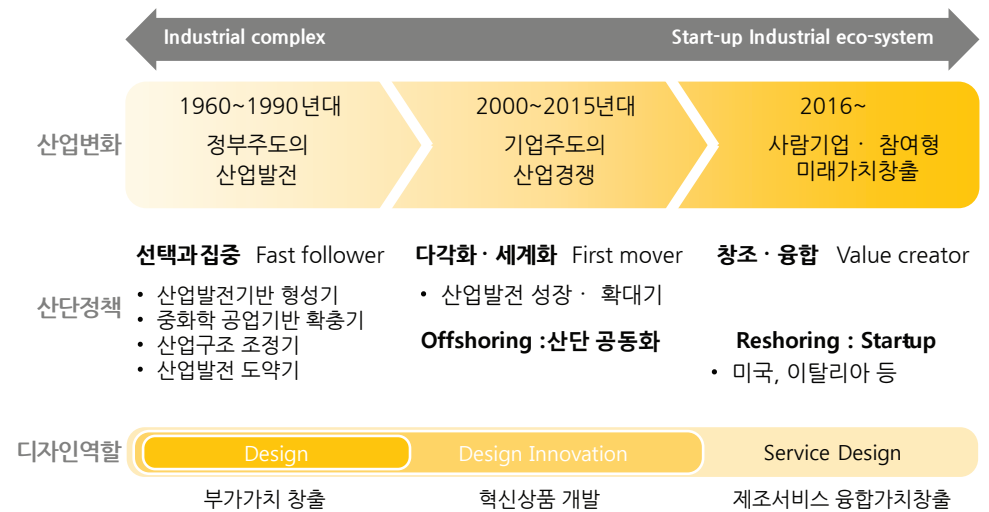 Industrial complex
Start-up Industrial eco-system
산업변화
1960~1990년대
정부주도의
산업발전
2000~2015년대
기업주도의
산업경쟁
2016~
사람기업 · 참여형
미래가치창출
산단정책
선택과집중 Fast follower
• 산업발전기반 형성기
• 중화학 공업기반 확충기
• 산업구조 조정기
• 산업발전 도약기
다각화 · 세계화 First mover
• 산업발전 성장 · 확대기
Offshoring :산단 공동화
창조 · 융합 Value creator
Reshoring : Startup
• 미국, 이탈리아 등
디자인역할
Design
Design Innovation
Service Design
부가가치 창출
혁신상품 개발
제조서비스 융합가치창출